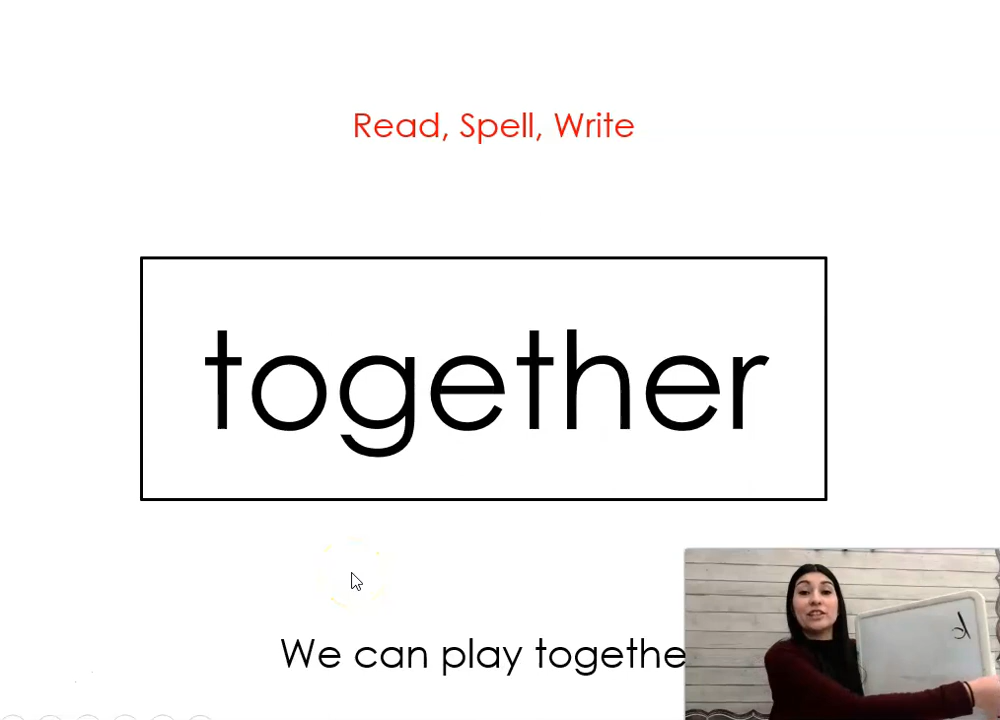 Read, Spell, Write
together
We can play togethe